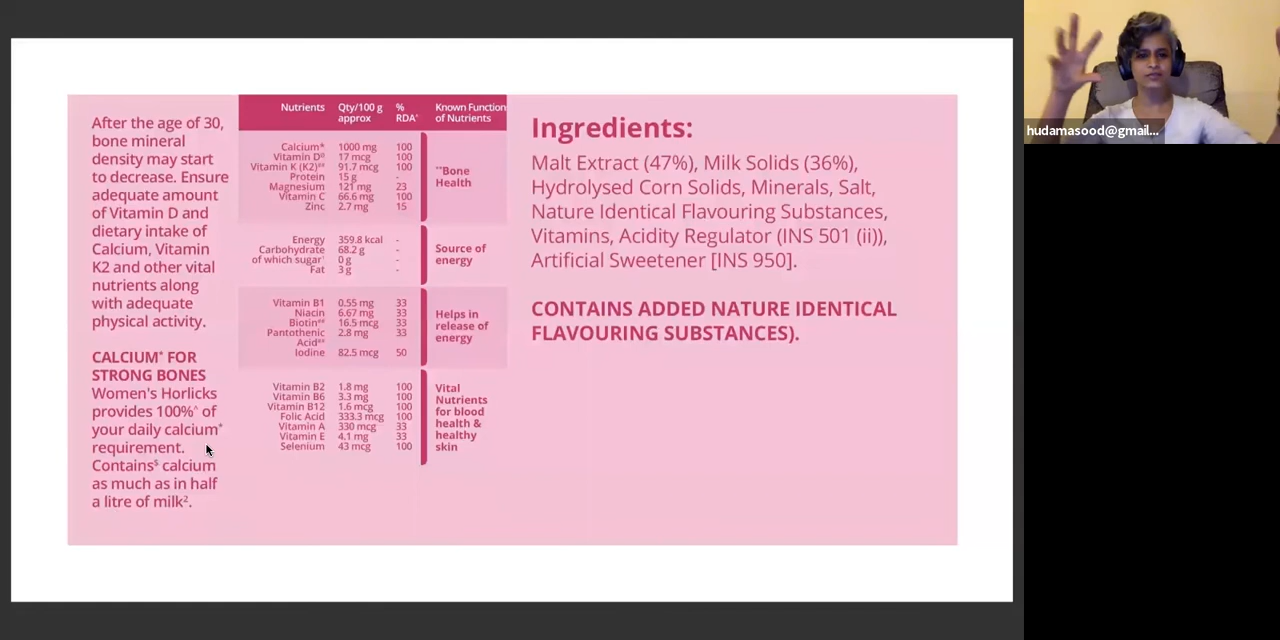 After the age of 30,
bone mineral
density may start
to decrease. Ensure
adequate amount
of Vitamin D and
dietary intake of
Calcium, Vitamin
K2 and other vital
nutrients along
with adequate
physical activity.
CALCIUM* FOR
STRONG BONES
Women's Horlicks
provides 100%^ of
your daily calcium*
requirement.
Contains$ calcium
as much as in half
a litre of milk².
Nutrients Qty/100 g approx % RDA^ Known Function of Nutrients
Calcium* 1000 mg 100
Vitamin D 17 mcg 100
Vitamin K (K2)## 91.7 mcg 100
Protein 15 g -
Magnesium 121 mg 23
Vitamin C 66.6 mg 100
Zinc 2.7 mg 15
**Bone
Health
Energy 359.8 kcal -
Carbohydrate 68.2 g -
of which sugar 0 g -
Fat 3 g -
Source of
energy
Vitamin B1 0.55 mg 33
Niacin 6.67 mg 33
Biotin## 16.5 mcg 33
Pantothenic 2.8 mg 33
Acid##
Iodine 82.5 mcg 50
Helps in
release of
energy
Vitamin B2 1.8 mg 100
Vitamin B6 3.3 mg 100
Vitamin B12 1.6 mcg 100
Folic Acid 333.3 mcg 100
Vitamin A 330 mcg 33
Vitamin E 4.1 mg 33
Selenium 43 mcg 100
Vital
Nutrients
for blood
health &
healthy
skin
Ingredients:
Malt Extract (47%), Milk Solids (36%),
Hydrolysed Corn Solids, Minerals, Salt,
Nature Identical Flavouring Substances,
Vitamins, Acidity Regulator (INS 501 (ii)),
Artificial Sweetener [INS 950].
CONTAINS ADDED NATURE IDENTICAL
FLAVOURING SUBSTANCES).
hudamasood@gmail...